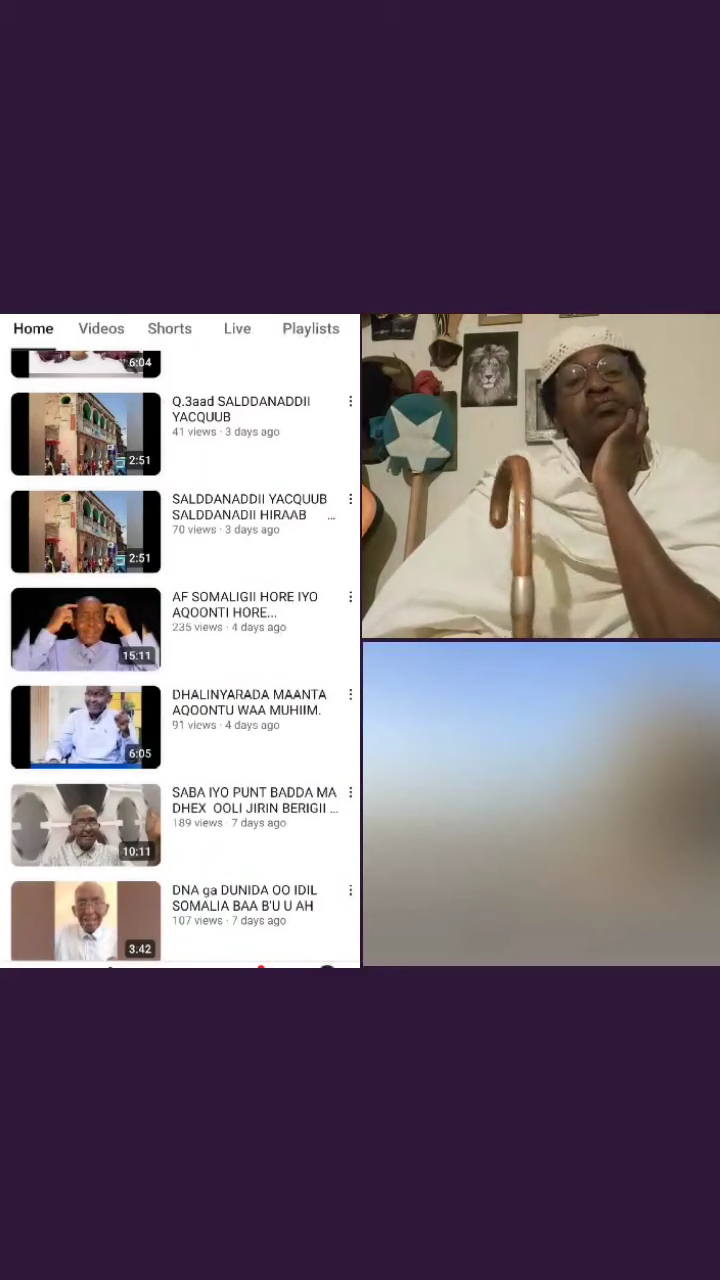 Home Videos Shorts Live Playlists
6:04
Q.3aad SALDDANADDII
YACQUUB
41 views · 3 days ago
2:51
SALDDANADDII YACQUUB
SALDDANADII HIRAAB ...
70 views · 3 days ago
2:51
AF SOMALIGII HORE IYO
AQOONTI HORE...
235 views · 4 days ago
15:11
DHALINYARADA MAANTA
AQOONTU WAA MUHIIM.
91 views · 4 days ago
6:05
SABA IYO PUNT BADDA MA
DHEX OOLI JIRIN BERIGII ...
189 views · 7 days ago
10:11
DNA ga DUNIDA OO IDIL
SOMALIA BAA B'U U AH
107 views · 7 days ago
3:42